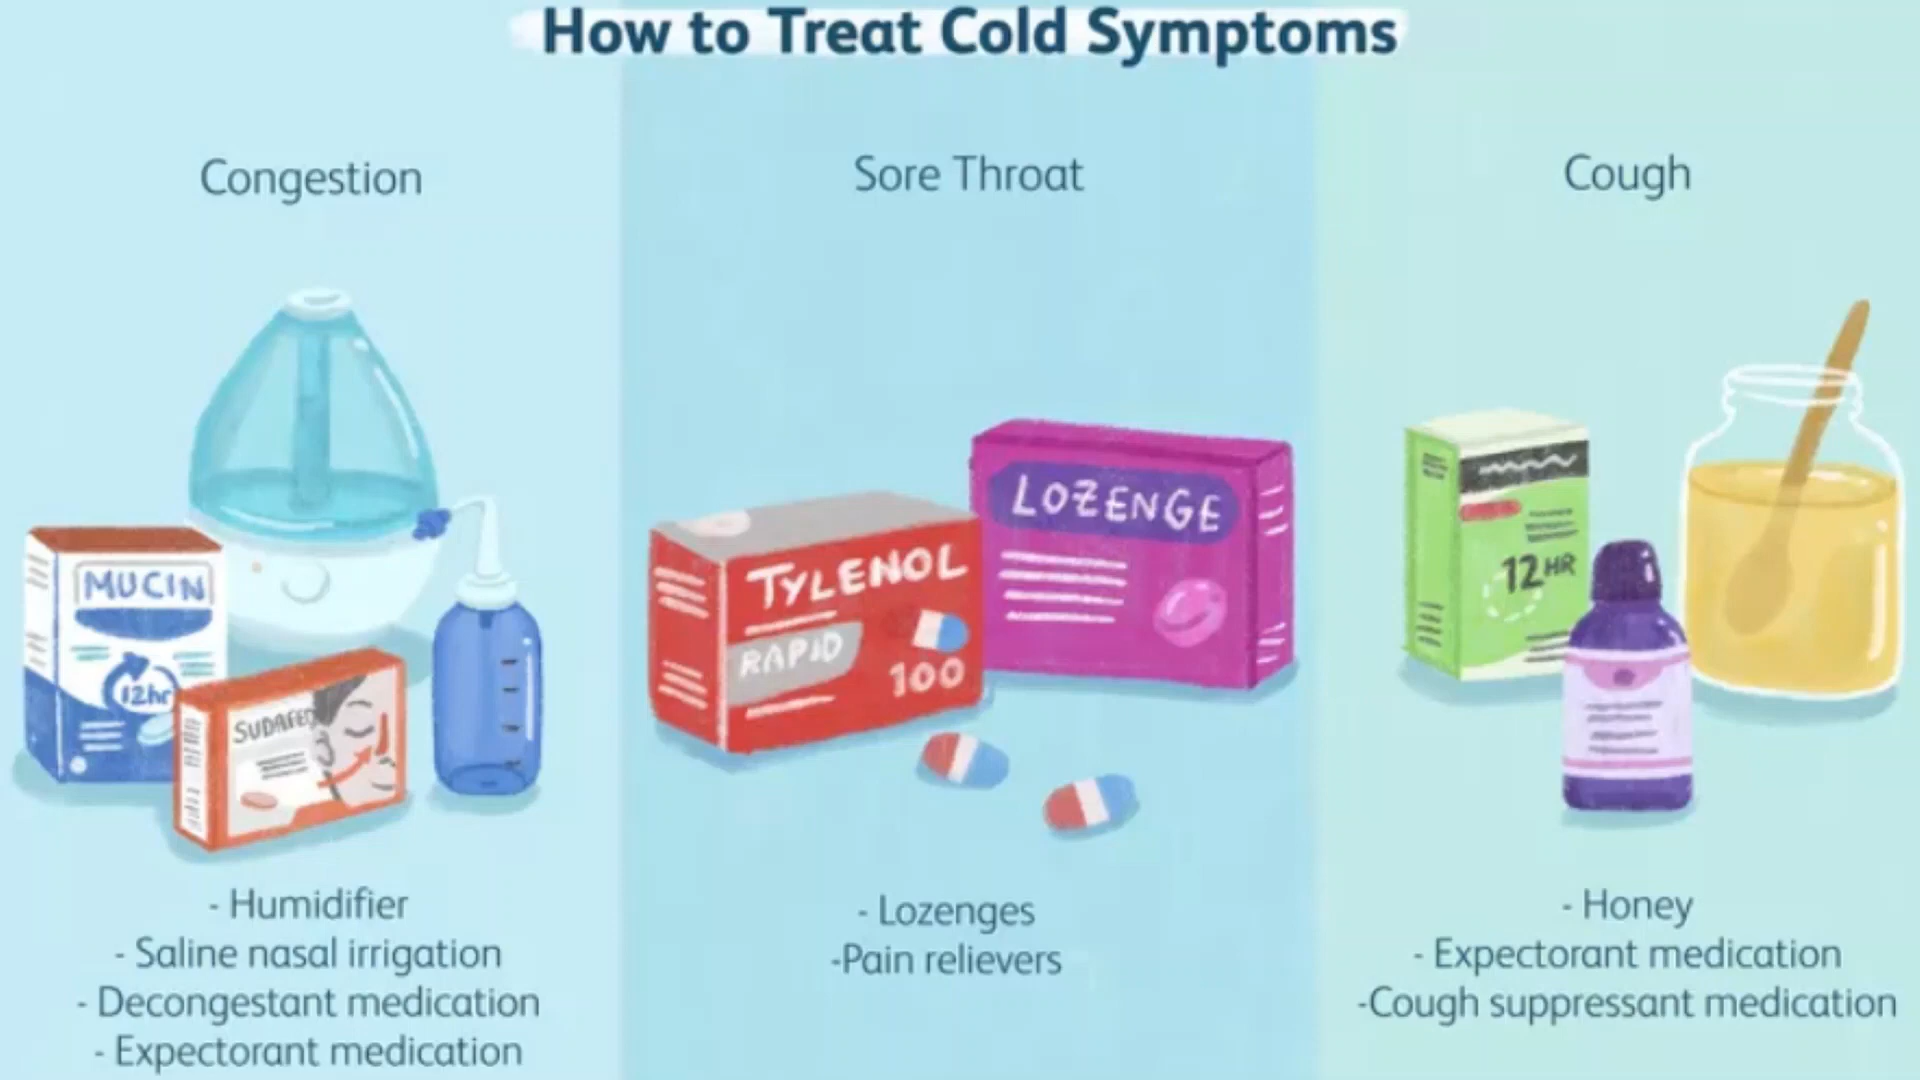 How to Treat Cold Symptoms
Congestion
MUCIN
12hr
SUDAFED
- Humidifier
- Saline nasal irrigation
- Decongestant medication
- Expectorant medication
Sore Throat
TYLENOL
RAPID
100
LOZENGE
- Lozenges
-Pain relievers
Cough
12HR
- Honey
- Expectorant medication
-Cough suppressant medication